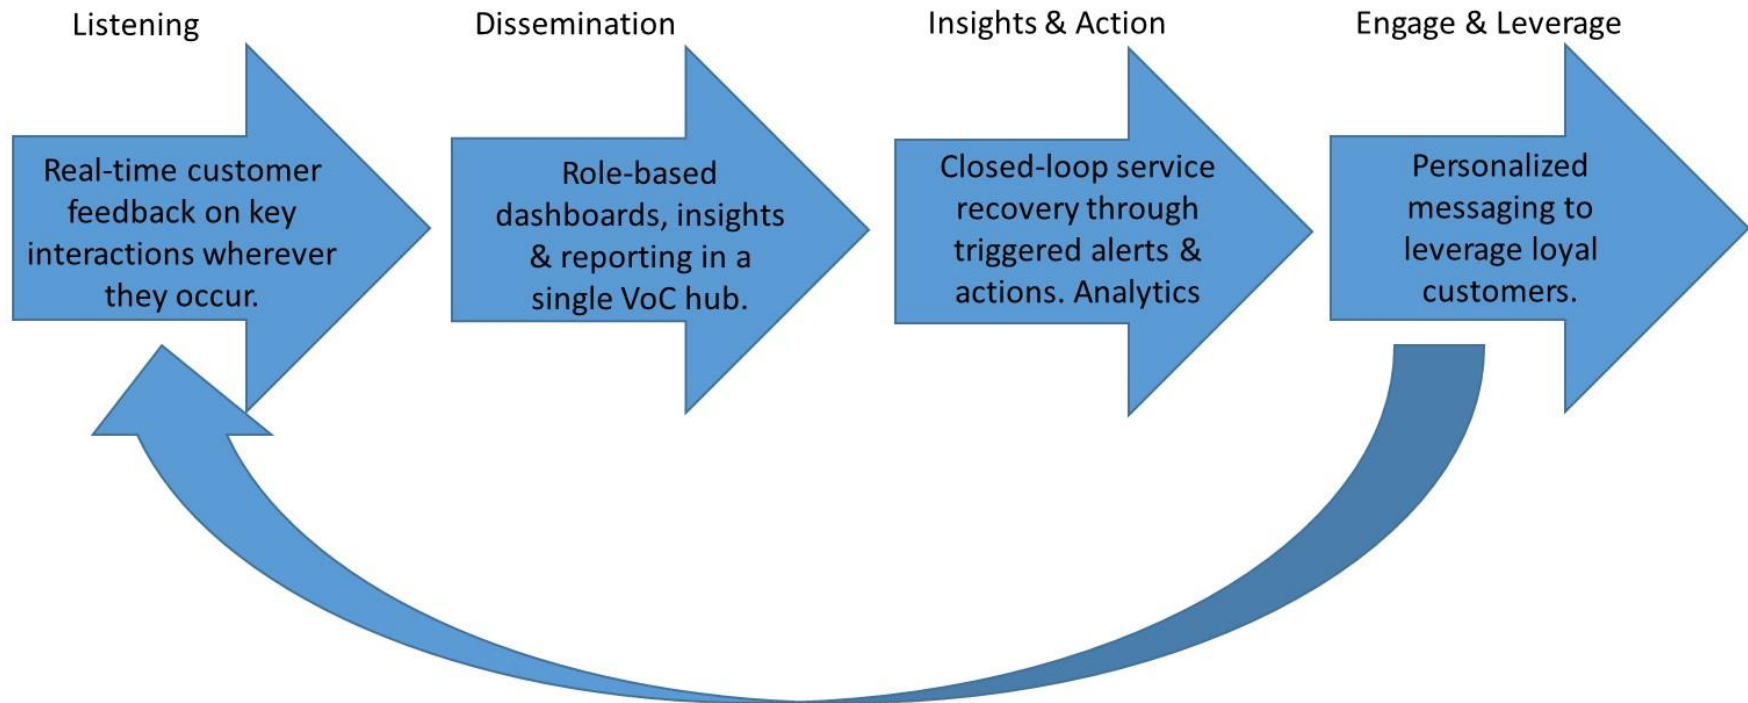 Listening
Real-time customer
feedback on key
interactions wherever
they occur.
Dissemination
Role-based
dashboards, insights
& reporting in a
single VoC hub.
Insights & Action
Closed-loop service
recovery through
triggered alerts &
actions. Analytics
Engage & Leverage
Personalized
messaging to
leverage loyal
customers.